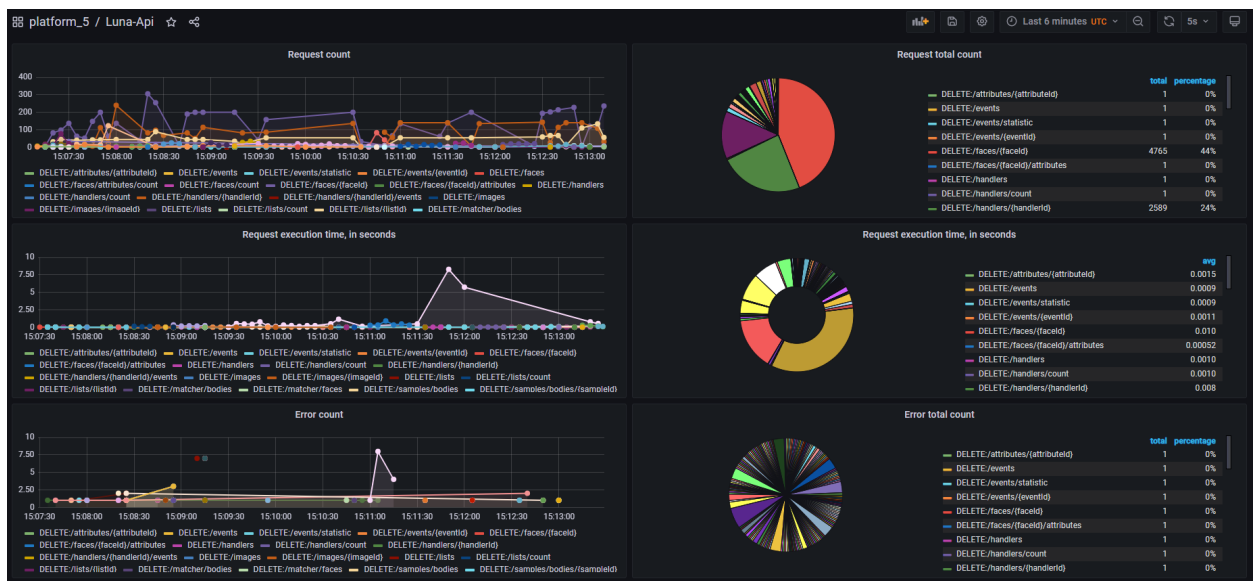 platform_5 / Luna-Api
Last 6 minutes UTC
5s
Request count
400
300
200
100
0
15:07:30 15:08:00 15:08:30 15:09:00 15:09:30 15:10:00 15:10:30 15:11:00 15:11:30 15:12:00 15:12:30 15:13:00
DELETE:/attributes/{attributeId} DELETE:/events DELETE:/events/statistic DELETE:/events/{eventId} DELETE:/faces
DELETE:/faces/attributes/count DELETE:/faces/count DELETE:/faces/{faceId} DELETE:/faces/{faceId}/attributes DELETE:/handlers
DELETE:/handlers/count DELETE:/handlers/{handlerId} DELETE:/handlers/{handlerId}/events DELETE:/images
DELETE:/images/{imageId} DELETE:/lists DELETE:/lists/count DELETE:/lists/{listId} DELETE:/matcher/bodies
Request total count
total percentage
DELETE:/attributes/{attributeId} 1 0%
DELETE:/events 1 0%
DELETE:/events/statistic 1 0%
DELETE:/events/{eventId} 1 0%
DELETE:/faces/{faceId} 4765 44%
DELETE:/faces/{faceId}/attributes 1 0%
DELETE:/handlers 1 0%
DELETE:/handlers/count 1 0%
DELETE:/handlers/{handlerId} 2589 24%
Request execution time, in seconds
10
7.50
5
2.50
0
15:07:30 15:08:00 15:08:30 15:09:00 15:09:30 15:10:00 15:10:30 15:11:00 15:11:30 15:12:00 15:12:30 15:13:00
DELETE:/attributes/{attributeId} DELETE:/events DELETE:/events/statistic DELETE:/events/{eventId} DELETE:/faces/{faceId}
DELETE:/faces/{faceId}/attributes DELETE:/handlers DELETE:/handlers/count DELETE:/handlers/{handlerId}
DELETE:/handlers/{handlerId}/events DELETE:/images DELETE:/images/{imageId} DELETE:/lists DELETE:/lists/count
DELETE:/lists/{listId} DELETE:/matcher/bodies DELETE:/matcher/faces DELETE:/samples/bodies DELETE:/samples/bodies/{sampleId}
Request execution time, in seconds
avg
DELETE:/attributes/{attributeId} 0.0015
DELETE:/events 0.0009
DELETE:/events/statistic 0.0009
DELETE:/events/{eventId} 0.0011
DELETE:/faces/{faceId} 0.010
DELETE:/faces/{faceId}/attributes 0.00052
DELETE:/handlers 0.0010
DELETE:/handlers/count 0.0010
DELETE:/handlers/{handlerId} 0.008
Error count
10
7.50
5
2.50
0
15:07:30 15:08:00 15:08:30 15:09:00 15:09:30 15:10:00 15:10:30 15:11:00 15:11:30 15:12:00 15:12:30 15:13:00
DELETE:/attributes/{attributeId} DELETE:/events DELETE:/events/statistic DELETE:/events/{eventId} DELETE:/faces/{faceId}
DELETE:/faces/{faceId}/attributes DELETE:/handlers DELETE:/handlers/count DELETE:/handlers/{handlerId}
DELETE:/handlers/{handlerId}/events DELETE:/images DELETE:/images/{imageId} DELETE:/lists DELETE:/lists/count
DELETE:/lists/{listId} DELETE:/matcher/bodies DELETE:/matcher/faces DELETE:/samples/bodies DELETE:/samples/bodies/{sampleId}
Error total count
total percentage
DELETE:/attributes/{attributeId} 1 0%
DELETE:/events 1 0%
DELETE:/events/statistic 1 0%
DELETE:/events/{eventId} 1 0%
DELETE:/faces/{faceId} 1 0%
DELETE:/faces/{faceId}/attributes 1 0%
DELETE:/handlers 1 0%
DELETE:/handlers/count 1 0%
DELETE:/handlers/{handlerId} 1 0%